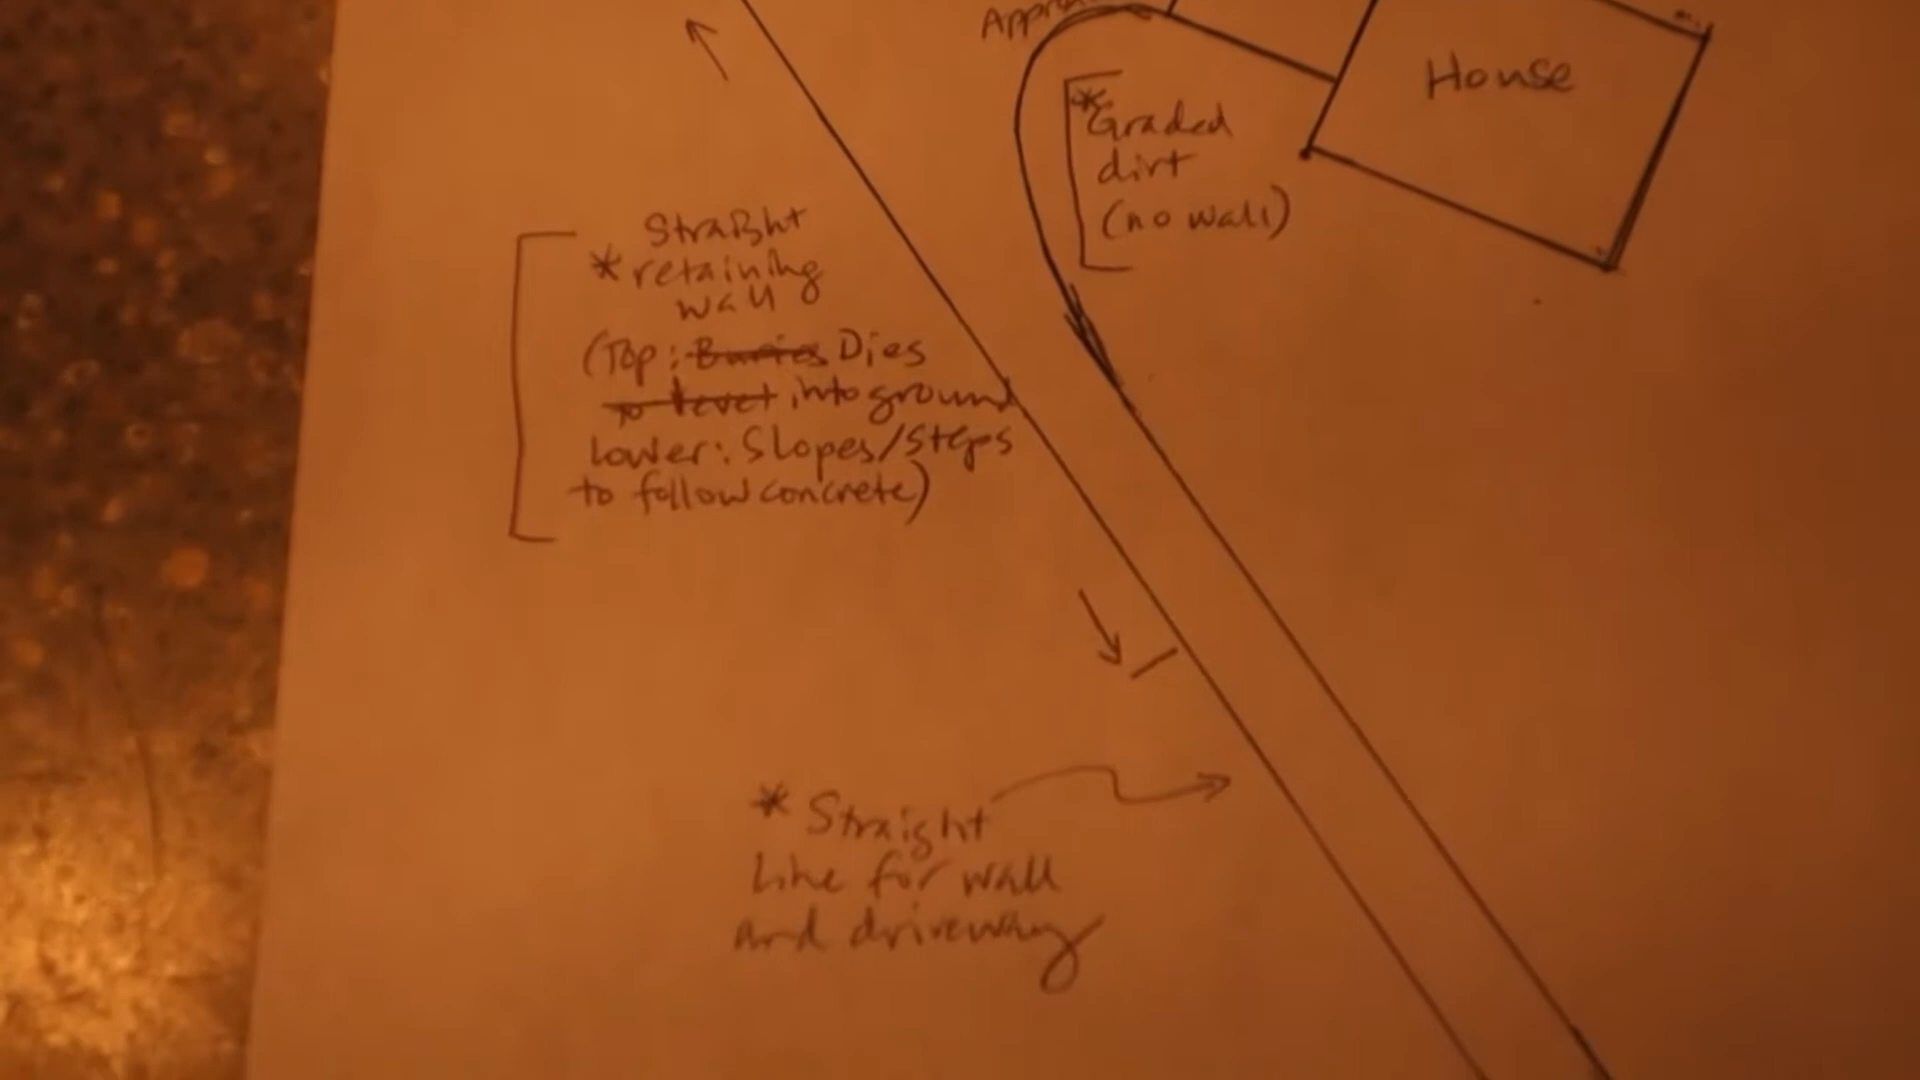 House
*Graded
dirt
(no wall)
Straight
*retaining
wall
(Top: Buries Dies
to level into ground
Lower: Slopes/Steps
to follow concrete)
* Straight
Line for wall
and driveway